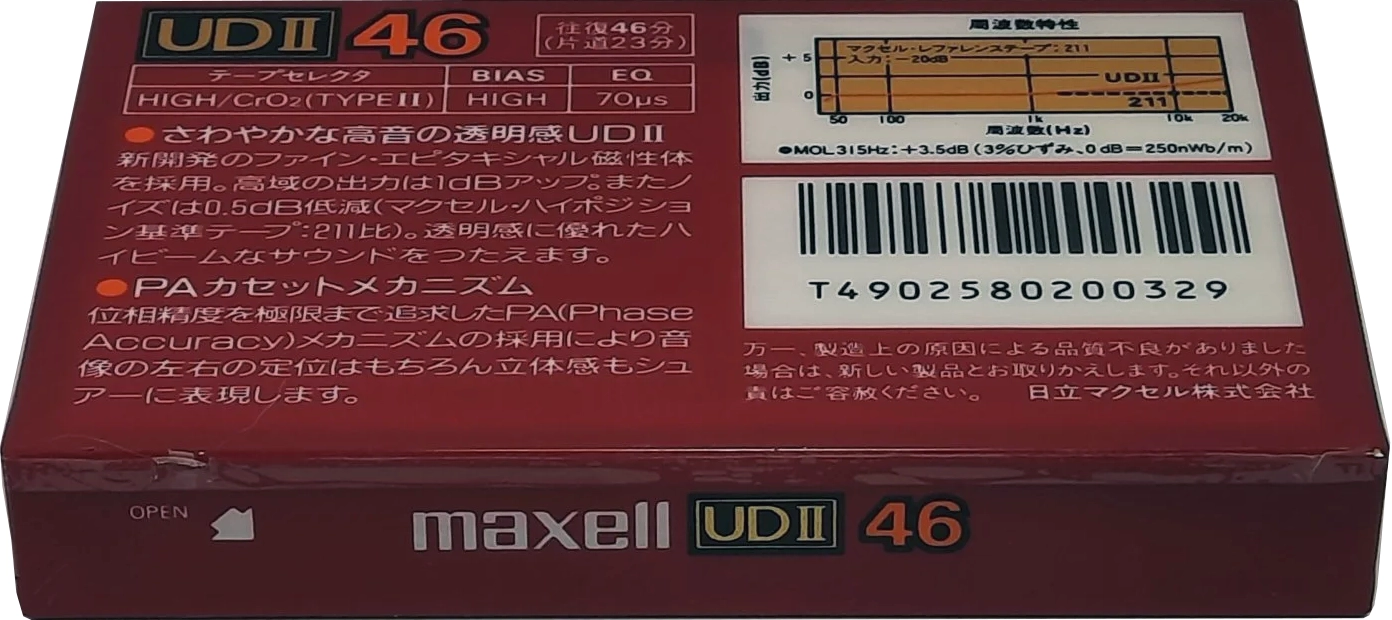 UDII 46
往復46分
(片道23分)
テープセレクタ BIAS EQ
HIGH/CrO2(TYPEII) HIGH 70μs
●さわやかな高音の透明感UDII
新開発のファイン・エピタキシャル磁性体
を採用。高域の出力は1dBアップ。またノ
イズは0.5dB低減(マクセル・ハイポジショ
ン基準テープ:211比)。透明感に優れたハ
イビームなサウンドをつたえます。
●PAカセットメカニズム
位相精度を極限まで追求したPA(Phase
Accuracy)メカニズムの採用により音
像の左右の定位はもちろん立体感もシュ
アーに表現します。
周波数特性
出力(dB)
+5
0
マクセル・レファレンステープ:211
入力:-20dB
UDII
211
50 100 1k 10k 20k
周波数(Hz)
●MOL315Hz:+3.5dB(3%ひずみ、0dB=250nWb/m)
T4902580200329
万一、製造上の原因による品質不良がありました
場合は、新しい製品とお取りかえします。それ以外の
責はご容赦ください。 日立マクセル株式会社
OPEN
maxell UDII 46